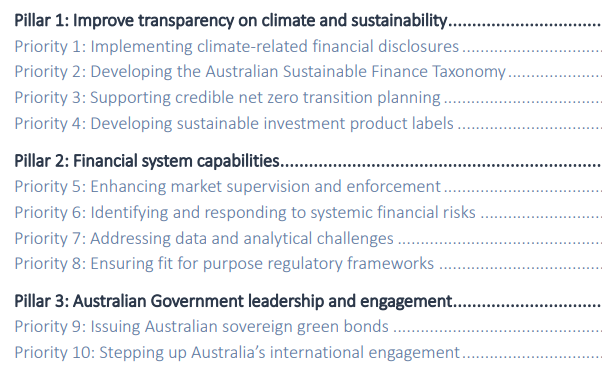 Pillar 1: Improve transparency on climate and sustainability..................................
Priority 1: Implementing climate-related financial disclosures ..............................
Priority 2: Developing the Australian Sustainable Finance Taxonomy....................
Priority 3: Supporting credible net zero transition planning ..................................
Priority 4: Developing sustainable investment product labels ...............................
Pillar 2: Financial system capabilities.....................................................................
Priority 5: Enhancing market supervision and enforcement ..................................
Priority 6: Identifying and responding to systemic financial risks ..........................
Priority 7: Addressing data and analytical challenges ............................................
Priority 8: Ensuring fit for purpose regulatory frameworks ...................................
Pillar 3: Australian Government leadership and engagement................................
Priority 9: Issuing Australian sovereign green bonds .............................................
Priority 10: Stepping up Australia’s international engagement..............................